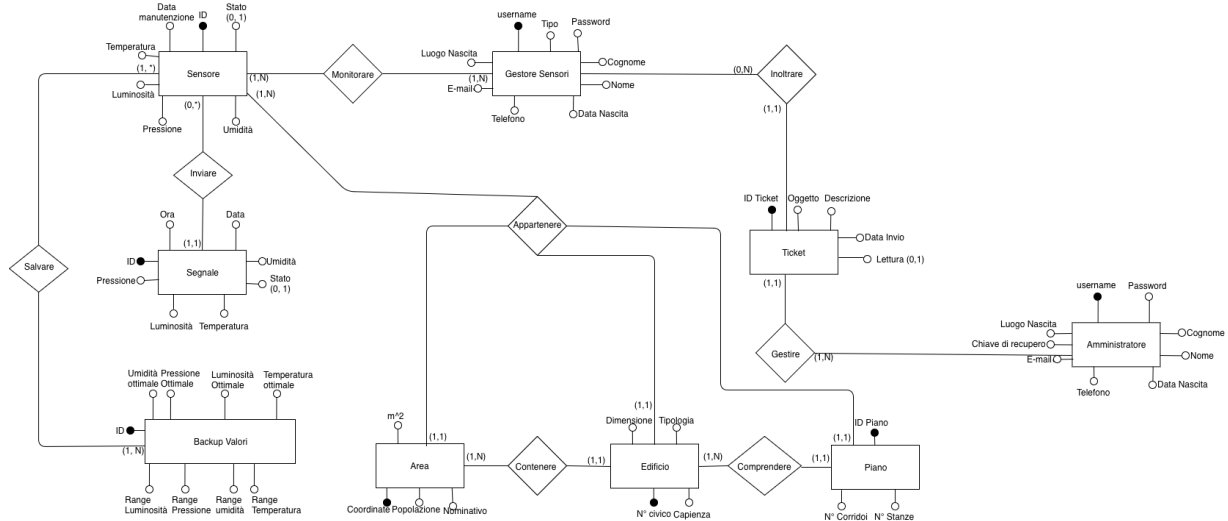 Data
manutenzione
ID
Stato
(0, 1)
Temperatura
Sensore
(1, *)
Luminosità
(0,*)
Pressione
Umidità
(1,N)
(1,N)
Monitorare
username
Tipo
Password
Luogo Nascita
Cognome
Gestore Sensori
(1,N)
E-mail
Nome
Telefono
Data Nascita
(0,N)
Inoltrare
(1,1)
Inviare
Ora
Data
(1,1)
ID
Umidità
Segnale
Pressione
Stato
(0, 1)
Luminosità
Temperatura
Salvare
Appartenere
ID Ticket
Oggetto
Descrizione
Data Invio
Ticket
Lettura (0,1)
(1,1)
Gestire
(1,N)
username
Password
Luogo Nascita
Cognome
Chiave di recupero
Amministratore
E-mail
Nome
Telefono
Data Nascita
Umidità
ottimale
Pressione
Ottimale
Luminosità
Ottimale
Temperatura
ottimale
ID
Backup Valori
(1, N)
Range
Luminosità
Range
Pressione
Range
umidità
Range
Temperatura
m^2
(1,1)
Area
(1,N)
Coordinate
Popolazione
Nominativo
Contenere
(1,1)
(1,1)
Dimensione
Tipologia
Edificio
(1,N)
N° civico
Capienza
Comprendere
(1,1)
ID Piano
(1,1)
Piano
N° Corridoi
N° Stanze